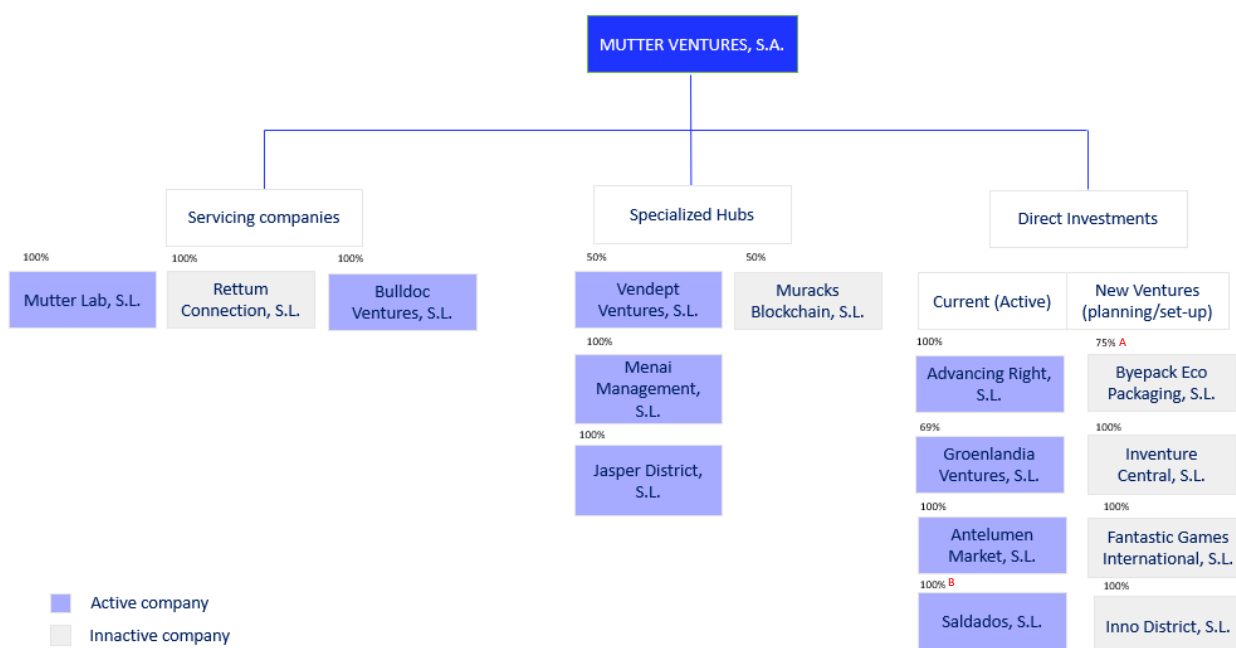 MUTTER VENTURES, S.A.
Servicing companies
Specialized Hubs
Direct Investments
100%
100%
100%
50%
50%
Mutter Lab, S.L.
Rettum
Connection, S.L.
Bulldoc
Ventures, S.L.
Vendept
Ventures, S.L.
Muracks
Blockchain, S.L.
Current (Active)
New Ventures
(planning/set-up)
100%
Menai
Management,
S.L.
100%
Jasper District,
S.L.
100%
Advancing Right,
S.L.
75% A
Byepack Eco
Packaging, S.L.
69%
Groenlandia
Ventures, S.L.
100%
Inventure
Central, S.L.
100%
Antelumen
Market, S.L.
100%
Fantastic Games
International, S.L.
100% B
Saldados, S.L.
100%
Inno District, S.L.
Active company
Innactive company